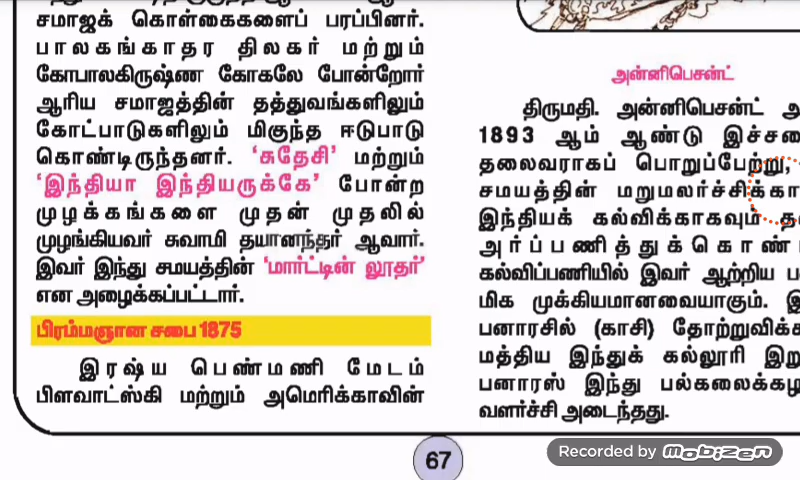 சமாஜக் கொள்கைகளைப் பரப்பினர்.
பாலகங்காதர திலகர் மற்றும்
கோபாலகிருஷ்ண கோகலே போன்றோர்
ஆரிய சமாஜத்தின் தத்துவங்களிலும்
கோட்பாடுகளிலும் மிகுந்த ஈடுபாடு
கொண்டிருந்தனர். ‘சுதேசி’ மற்றும்
‘இந்தியா இந்தியருக்கே’ போன்ற
முழக்கங்களை முதன் முதலில்
முழங்கியவர் சுவாமி தயானந்தர் ஆவார்.
இவர் இந்து சமயத்தின் ‘மார்ட்டின் லூதர்’
என அழைக்கப்பட்டார்.
பிரம்மஞான சபை 1875
இரஷ்ய பெண்மணி மேடம்
பிளவாட்ஸ்கி மற்றும் அமெரிக்காவின்
அன்னிபெசன்ட்
திருமதி. அன்னிபெசன்ட் அ
1893 ஆம் ஆண்டு இச்சபை
தலைவராகப் பொறுப்பேற்று,
சமயத்தின் மறுமலர்ச்சிக்கா
இந்தியக் கல்விக்காகவும் த
அர்ப்பணித்துக்கொண்
கல்விப்பணியில் இவர் ஆற்றிய ப
மிக முக்கியமானவையாகும். இ
பனாரசில் (காசி) தோற்றுவிக்க
மத்திய இந்துக் கல்லூரி இறு
பனாரஸ் இந்து பல்கலைக்கழ
வளர்ச்சி அடைந்தது.
67
Recorded by mobizen